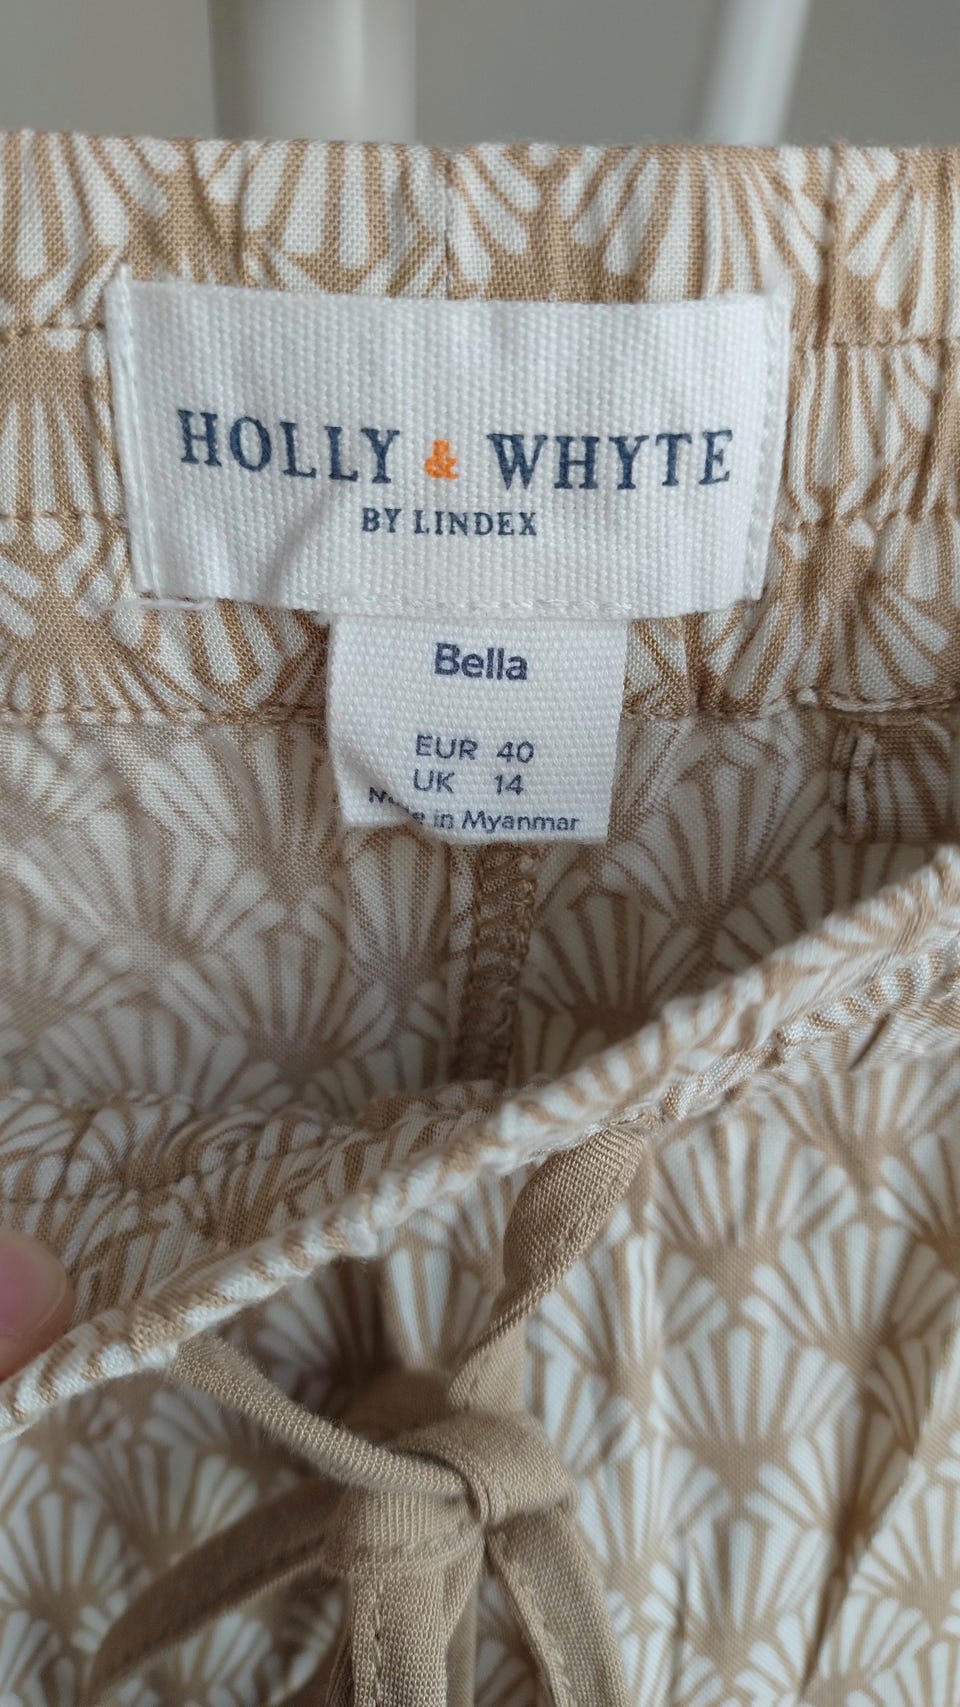 HOLLY & WHYTE
BY LINDEX
Bella
EUR 40
UK 14
in Myanmar